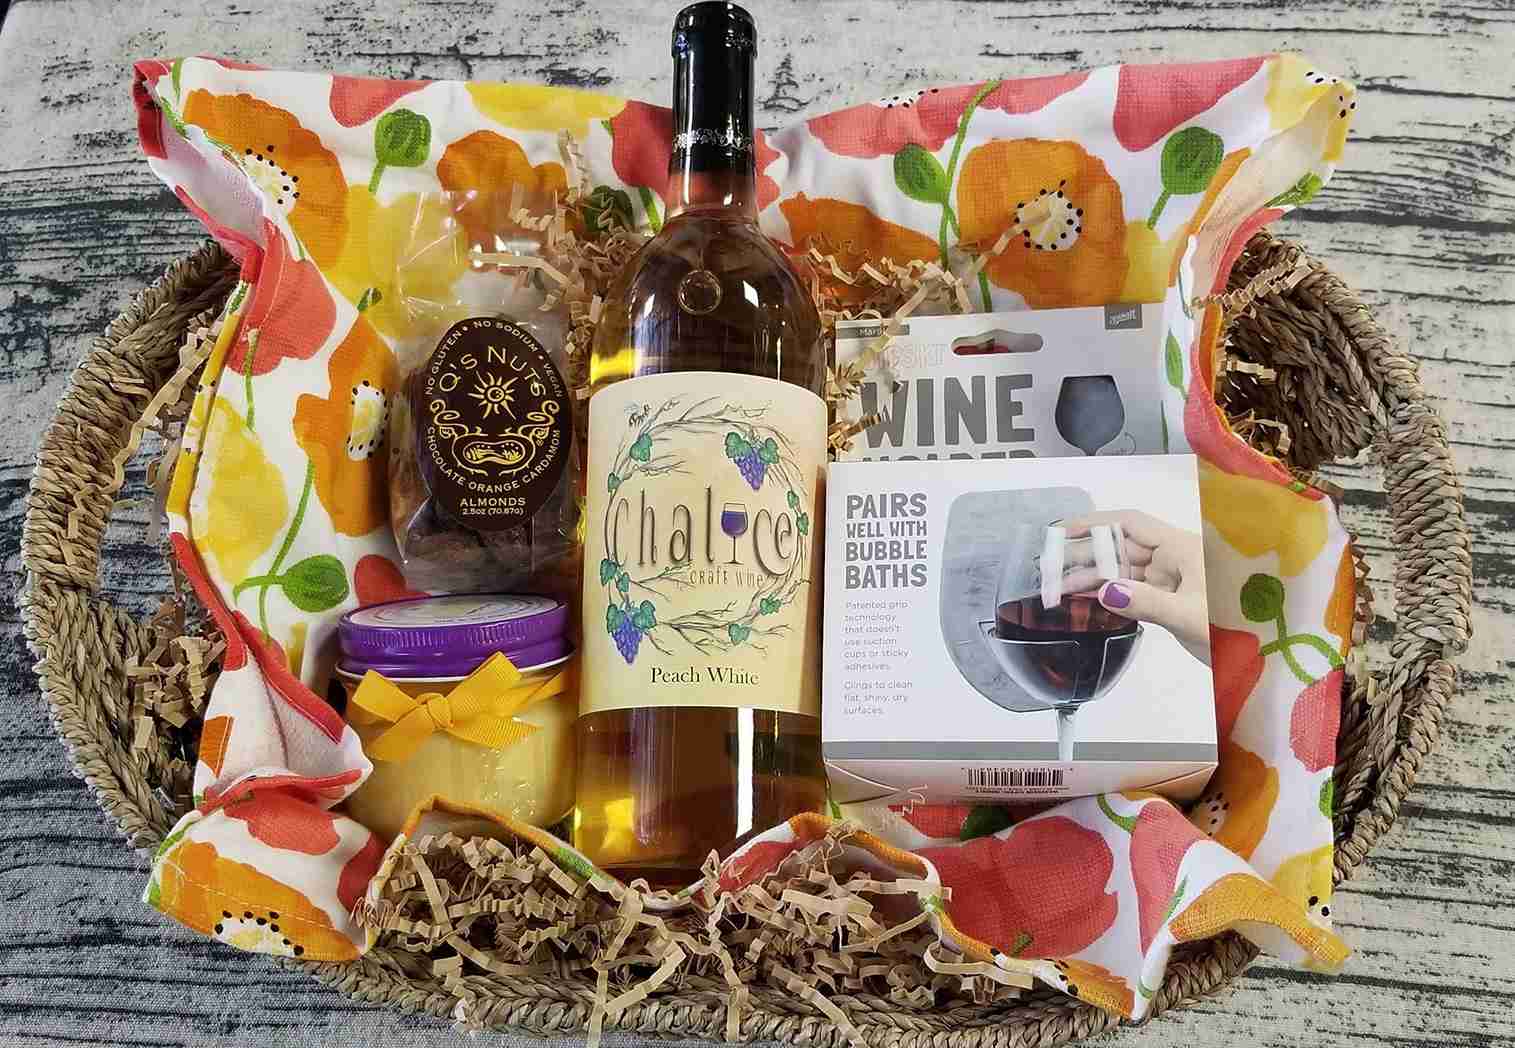 NO GLUTEN • NO SODIUM • VEGAN
Q'S NUTS
CHOCOLATE ORANGE CARDAMOM
ALMONDS
2.5oz (70.87g)
Chalice
CRAFT WINE
Peach White
WINE
HOLDER
PAIRS
WELL WITH
BUBBLE
BATHS
Patented grip
technology
that doesn't
use suction
cups or sticky
adhesives.
Clings to clean
flat, shiny, dry
surfaces.